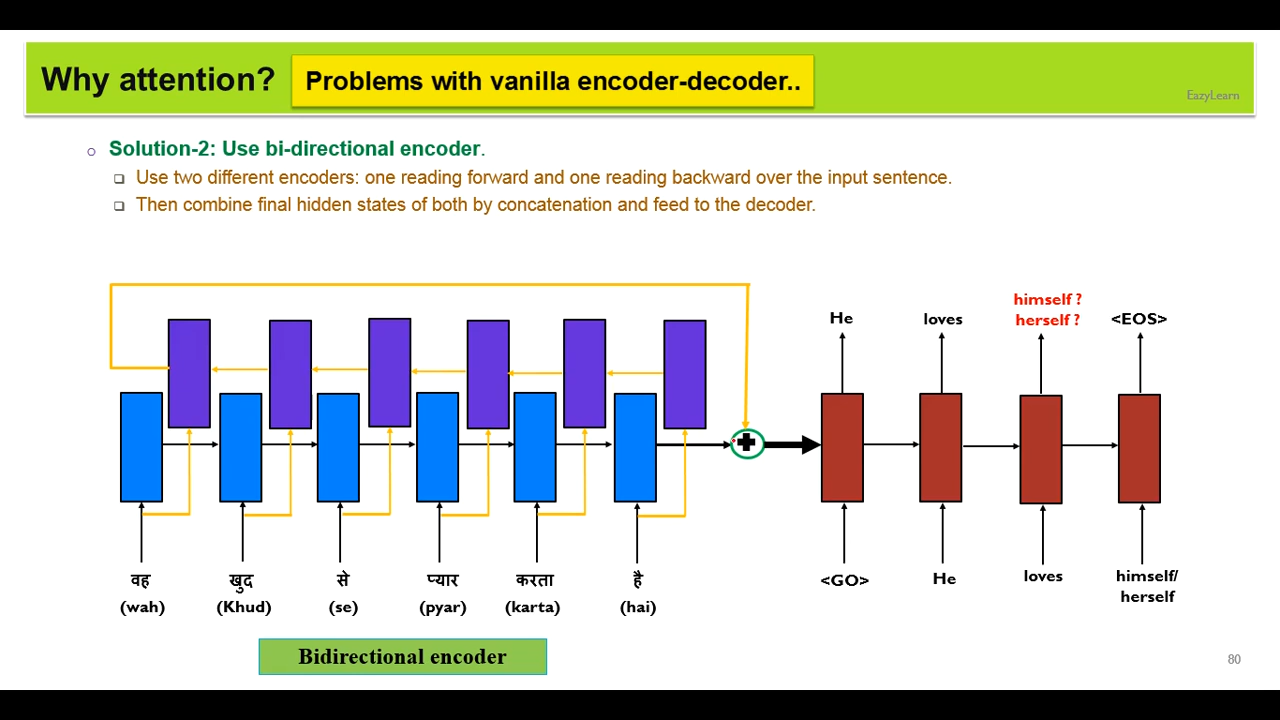 Why attention?
Problems with vanilla encoder-decoder..
EazyLearn
Solution-2: Use bi-directional encoder.
Use two different encoders: one reading forward and one reading backward over the input sentence.
Then combine final hidden states of both by concatenation and feed to the decoder.
He loves himself ? herself ? <EOS>
वह खुद से प्यार करता है
(wah) (Khud) (se) (pyar) (karta) (hai)
<GO> He loves himself/ herself
Bidirectional encoder
80